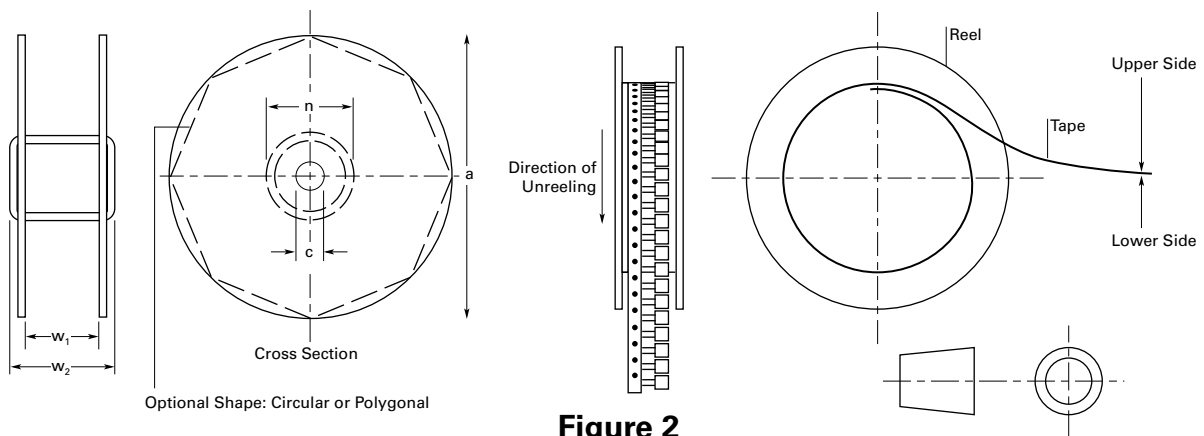 n
a
c
w1
w2
Cross Section
Optional Shape: Circular or Polygonal
Direction of
Unreeling
Reel
Upper Side
Tape
Lower Side
Figure 2